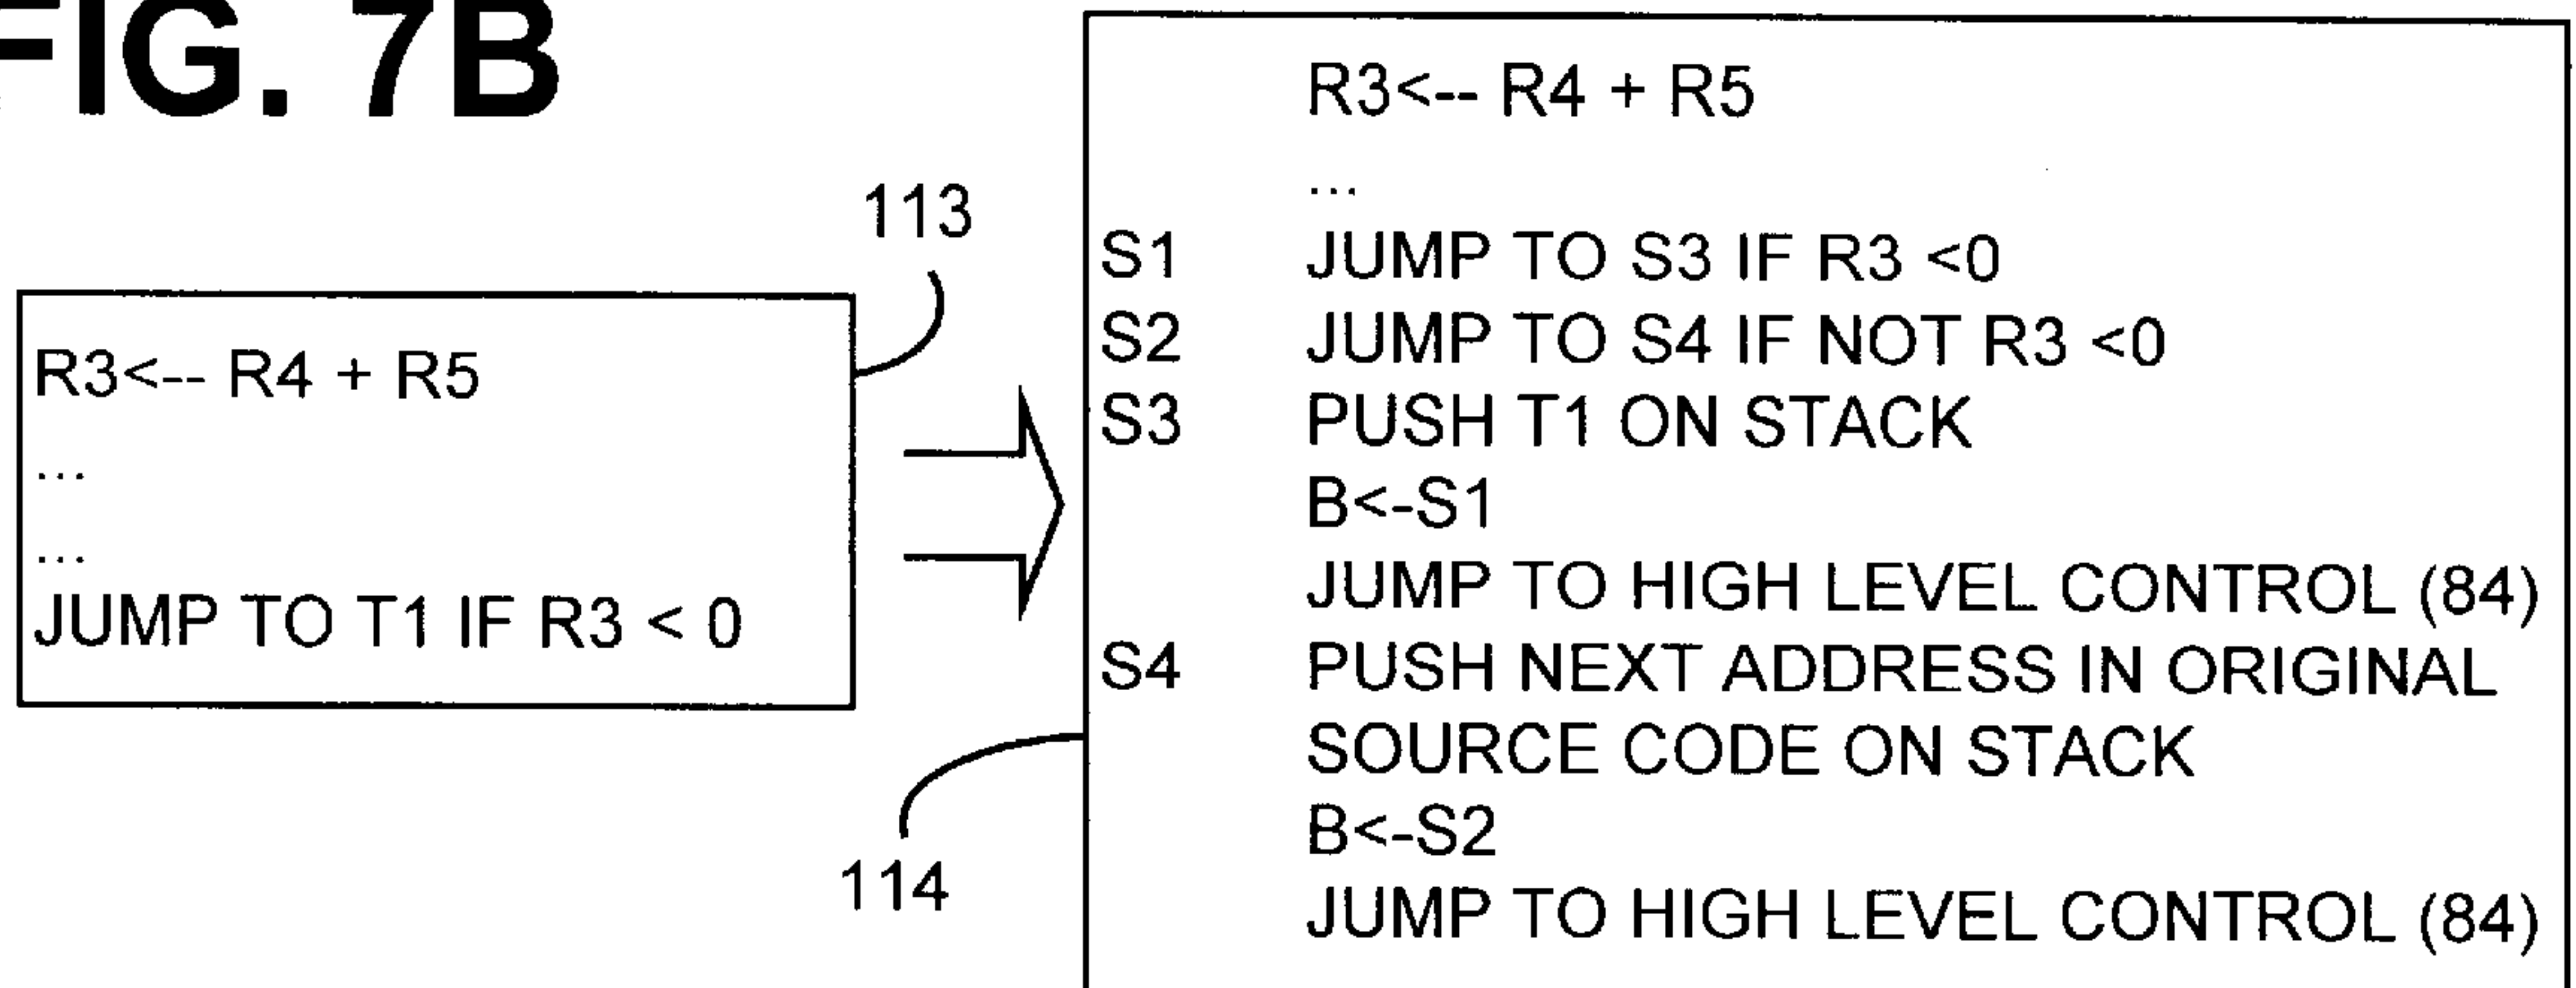 FIG. 7B
113
R3<-- R4 + R5
...
...
JUMP TO T1 IF R3 < 0
R3<-- R4 + R5
...
S1 JUMP TO S3 IF R3 <0
S2 JUMP TO S4 IF NOT R3 <0
S3 PUSH T1 ON STACK
B<-S1
JUMP TO HIGH LEVEL CONTROL (84)
S4 PUSH NEXT ADDRESS IN ORIGINAL
SOURCE CODE ON STACK
B<-S2
JUMP TO HIGH LEVEL CONTROL (84)
114